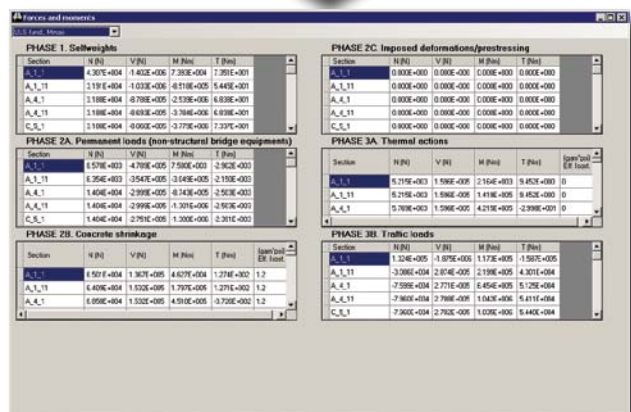 Forces and moments
ULS fund. Mmax
PHASE 1. Selfweights
Section N (N) V (N) M (Nm) T (Nm)
A_1_1 4.307E+004 -1.402E+006 7.393E+004 7.351E+001
A_1_11 3.191E+004 -1.033E+006 -8.518E+005 5.445E+001
A_4_1 3.188E+004 -8.788E+005 -2.539E+006 6.838E+001
A_4_11 3.188E+004 -8.693E+005 -3.784E+006 6.838E+001
C_5_1 3.188E+004 -8.060E+005 -3.779E+006 7.337E+001
PHASE 2A. Permanent loads (non-structural bridge equipments)
Section N (N) V (N) M (Nm) T (Nm)
A_1_1 8.578E+003 -4.789E+005 7.580E+003 -2.962E+003
A_1_11 6.354E+003 -3.547E+005 -3.049E+005 -2.190E+003
A_4_1 1.404E+004 -2.999E+005 -8.743E+005 -2.503E+003
A_4_11 1.404E+004 -2.999E+005 -1.301E+006 -2.503E+003
C_5_1 1.404E+004 -2.751E+005 -1.300E+006 -2.301E+003
PHASE 2B. Concrete shrinkage
Section N (N) V (N) M (Nm) T (Nm)
A_1_1 6.501E+004 1.367E+005 4.627E+004 1.274E+002 1.2
A_1_11 6.409E+004 1.532E+005 1.797E+005 1.271E+002 1.2
A_4_1 6.058E+004 1.532E+005 4.510E+005 -3.720E+002 1.2
PHASE 2C. Imposed deformations/prestressing
Section N (N) V (N) M (Nm) T (Nm)
A_1_1 0.000E+000 0.000E+000 0.000E+000 0.000E+000
A_1_11 0.000E+000 0.000E+000 0.000E+000 0.000E+000
A_4_1 0.000E+000 0.000E+000 0.000E+000 0.000E+000
A_4_11 0.000E+000 0.000E+000 0.000E+000 0.000E+000
C_5_1 0.000E+000 0.000E+000 0.000E+000 0.000E+000
PHASE 3A. Thermal actions
Section N (N) V (N) M (Nm) T (Nm)
A_1_1 5.215E+003 1.596E+005 2.164E+003 9.452E+000 0
A_1_11 5.215E+003 1.596E+005 1.419E+005 9.452E+000 0
A_4_1 5.769E+003 1.596E+005 4.219E+005 -2.998E+001 0
PHASE 3B. Traffic loads
Section N (N) V (N) M (Nm) T (Nm)
A_1_1 1.324E+005 -1.875E+006 1.173E+005 -1.587E+005
A_1_11 -3.086E+004 2.874E+005 2.199E+005 4.301E+004
A_4_1 -7.599E+004 2.771E+005 6.454E+005 5.125E+004
A_4_11 -7.960E+004 2.788E+005 1.042E+006 5.411E+004
C_5_1 -7.960E+004 2.782E+005 1.035E+006 5.440E+004